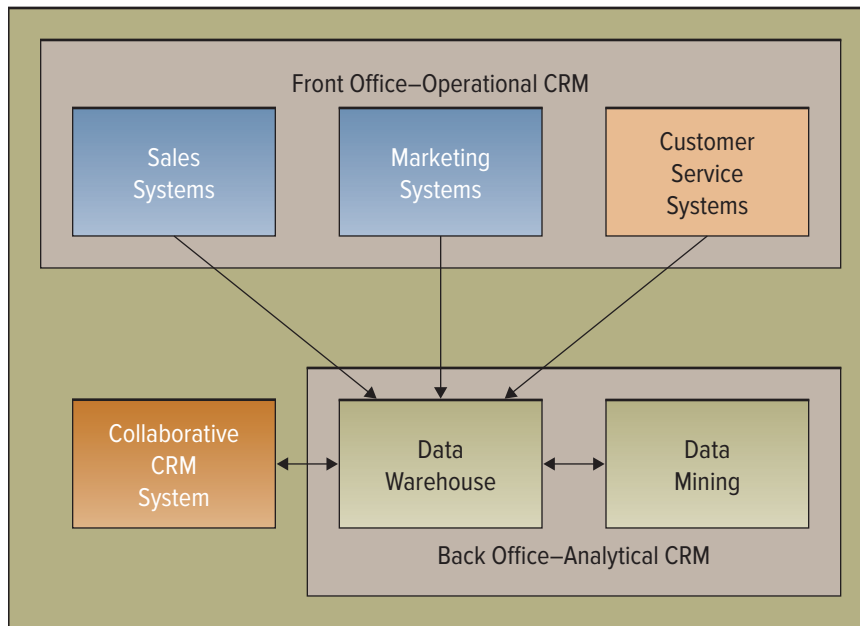 Front Office–Operational CRM
Sales
Systems
Marketing
Systems
Customer
Service
Systems
Collaborative
CRM
System
Data
Warehouse
Data
Mining
Back Office–Analytical CRM